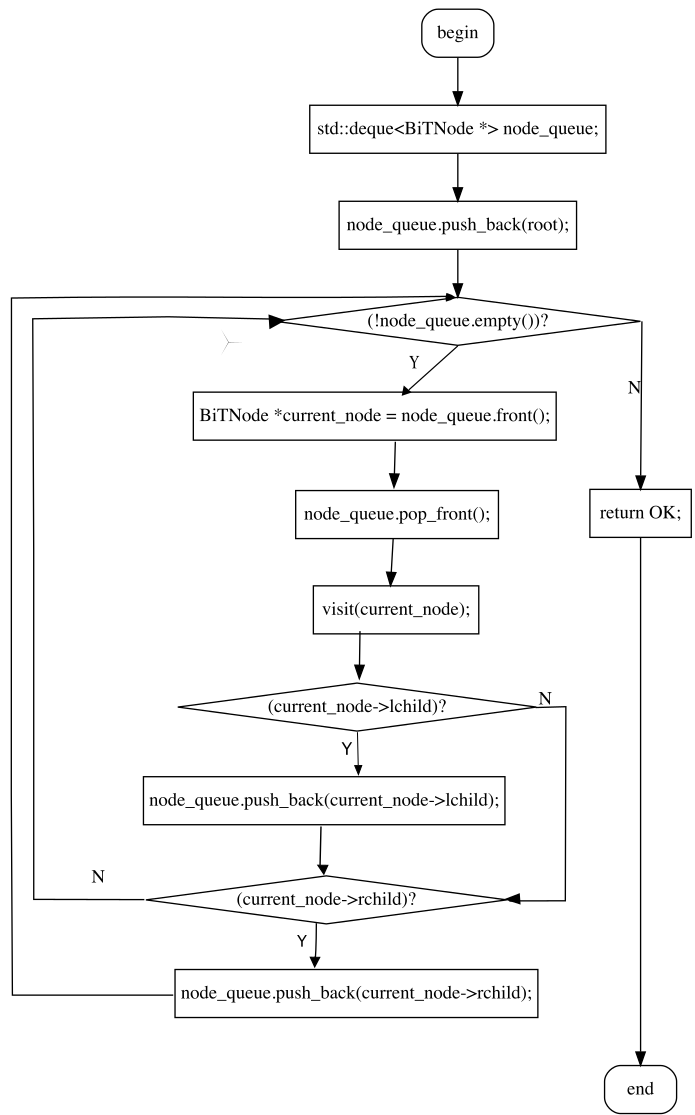 begin
std::deque<BiTNode *> node_queue;
node_queue.push_back(root);
(!node_queue.empty())?
Y
N
BiTNode *current_node = node_queue.front();
node_queue.pop_front();
return OK;
visit(current_node);
(current_node->lchild)?
N
Y
node_queue.push_back(current_node->lchild);
N
(current_node->rchild)?
Y
node_queue.push_back(current_node->rchild);
end